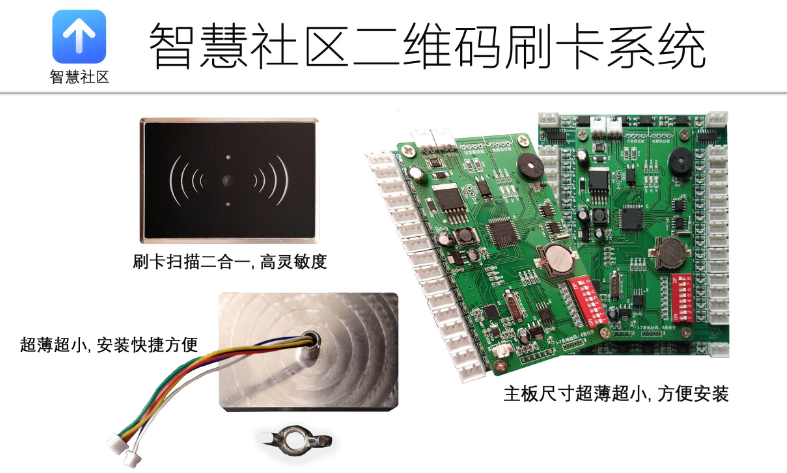 智慧社区二维码刷卡系统
智慧社区
刷卡扫描二合一, 高灵敏度
超薄超小, 安装快捷方便
主板尺寸超薄超小, 方便安装